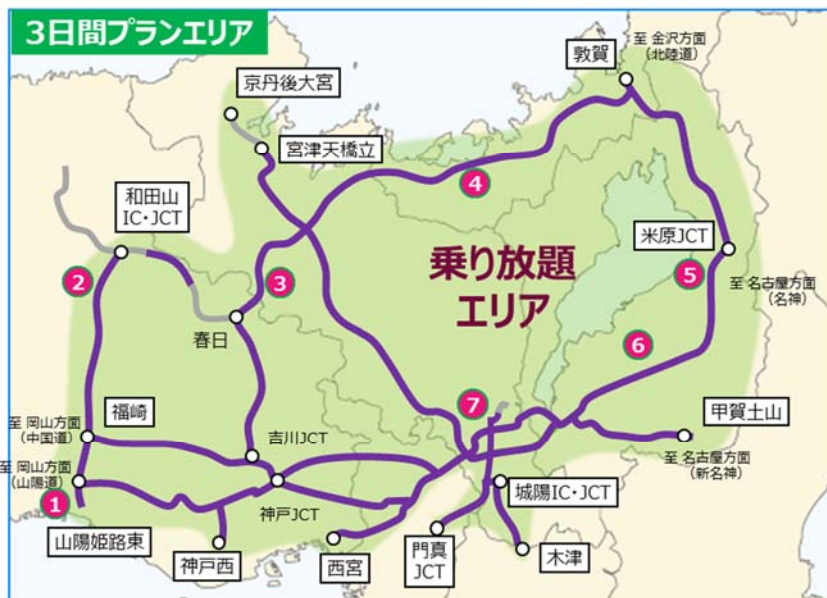 3日間プランエリア
至 金沢方面
(北陸道)
敦賀
京丹後大宮
宮津天橋立
4
和田山
IC・JCT
米原JCT
2
3
乗り放題
エリア
5
至 名古屋方面
(名神)
春日
6
福崎
7
甲賀土山
至 岡山方面
(中国道)
吉川JCT
至 名古屋方面
(新名神)
至 岡山方面
(山陽道)
城陽IC・JCT
1
神戸JCT
山陽姫路東
神戸西
西宮
門真
JCT
木津